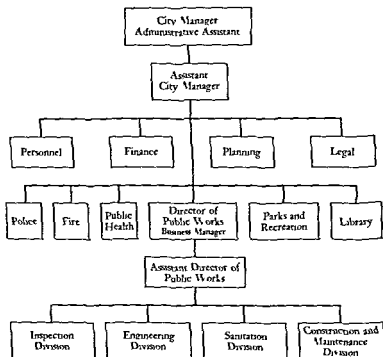 City Manager
Administrative Assistant
Assistant
City Manager
Personnel
Finance
Planning
Legal
Police
Fire
Public
Health
Director of
Public Works
Business Manager
Parks and
Recreation
Library
Assistant Director of
Public Works
Inspection
Division
Engineering
Division
Sanitation
Division
Construction and
Maintenance
Division